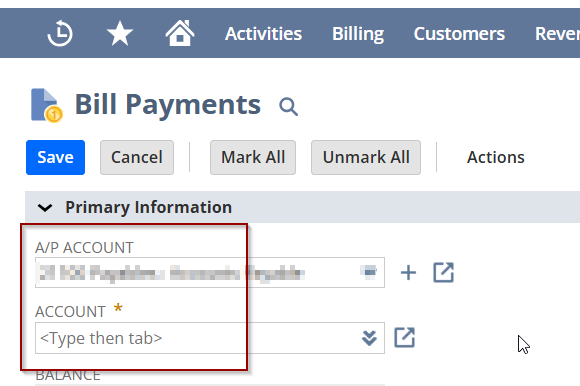 Activities Billing Customers Rever
Bill Payments
Save Cancel Mark All Unmark All Actions
Primary Information
A/P ACCOUNT
ACCOUNT *
<Type then tab>
BALANCE